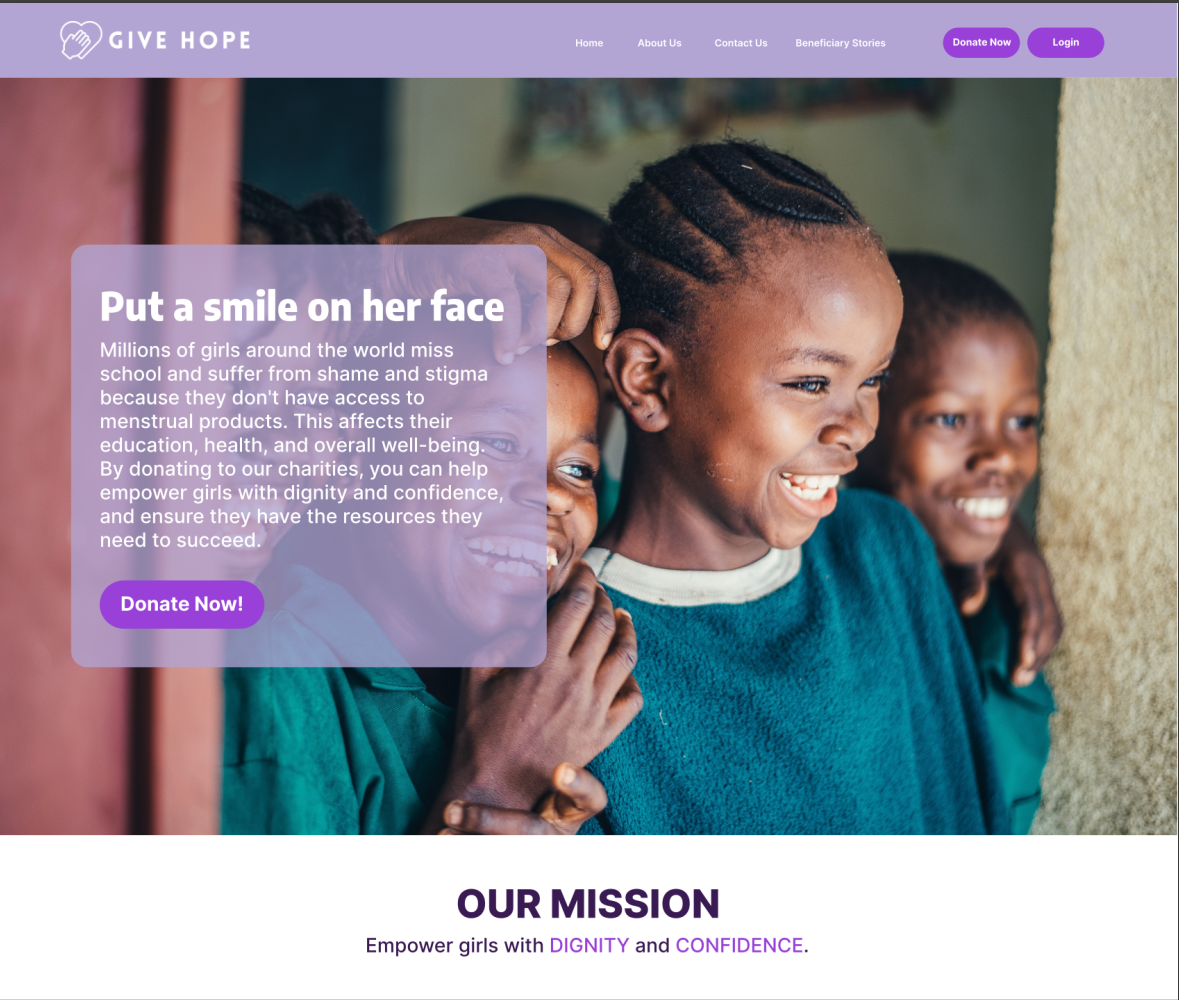 GIVE HOPE
Home
About Us
Contact Us
Beneficiary Stories
Donate Now
Login
Put a smile on her face
Millions of girls around the world miss
school and suffer from shame and stigma
because they don't have access to
menstrual products. This affects their
education, health, and overall well-being.
By donating to our charities, you can help
empower girls with dignity and confidence,
and ensure they have the resources they
need to succeed.
Donate Now!
OUR MISSION
Empower girls with DIGNITY and CONFIDENCE.